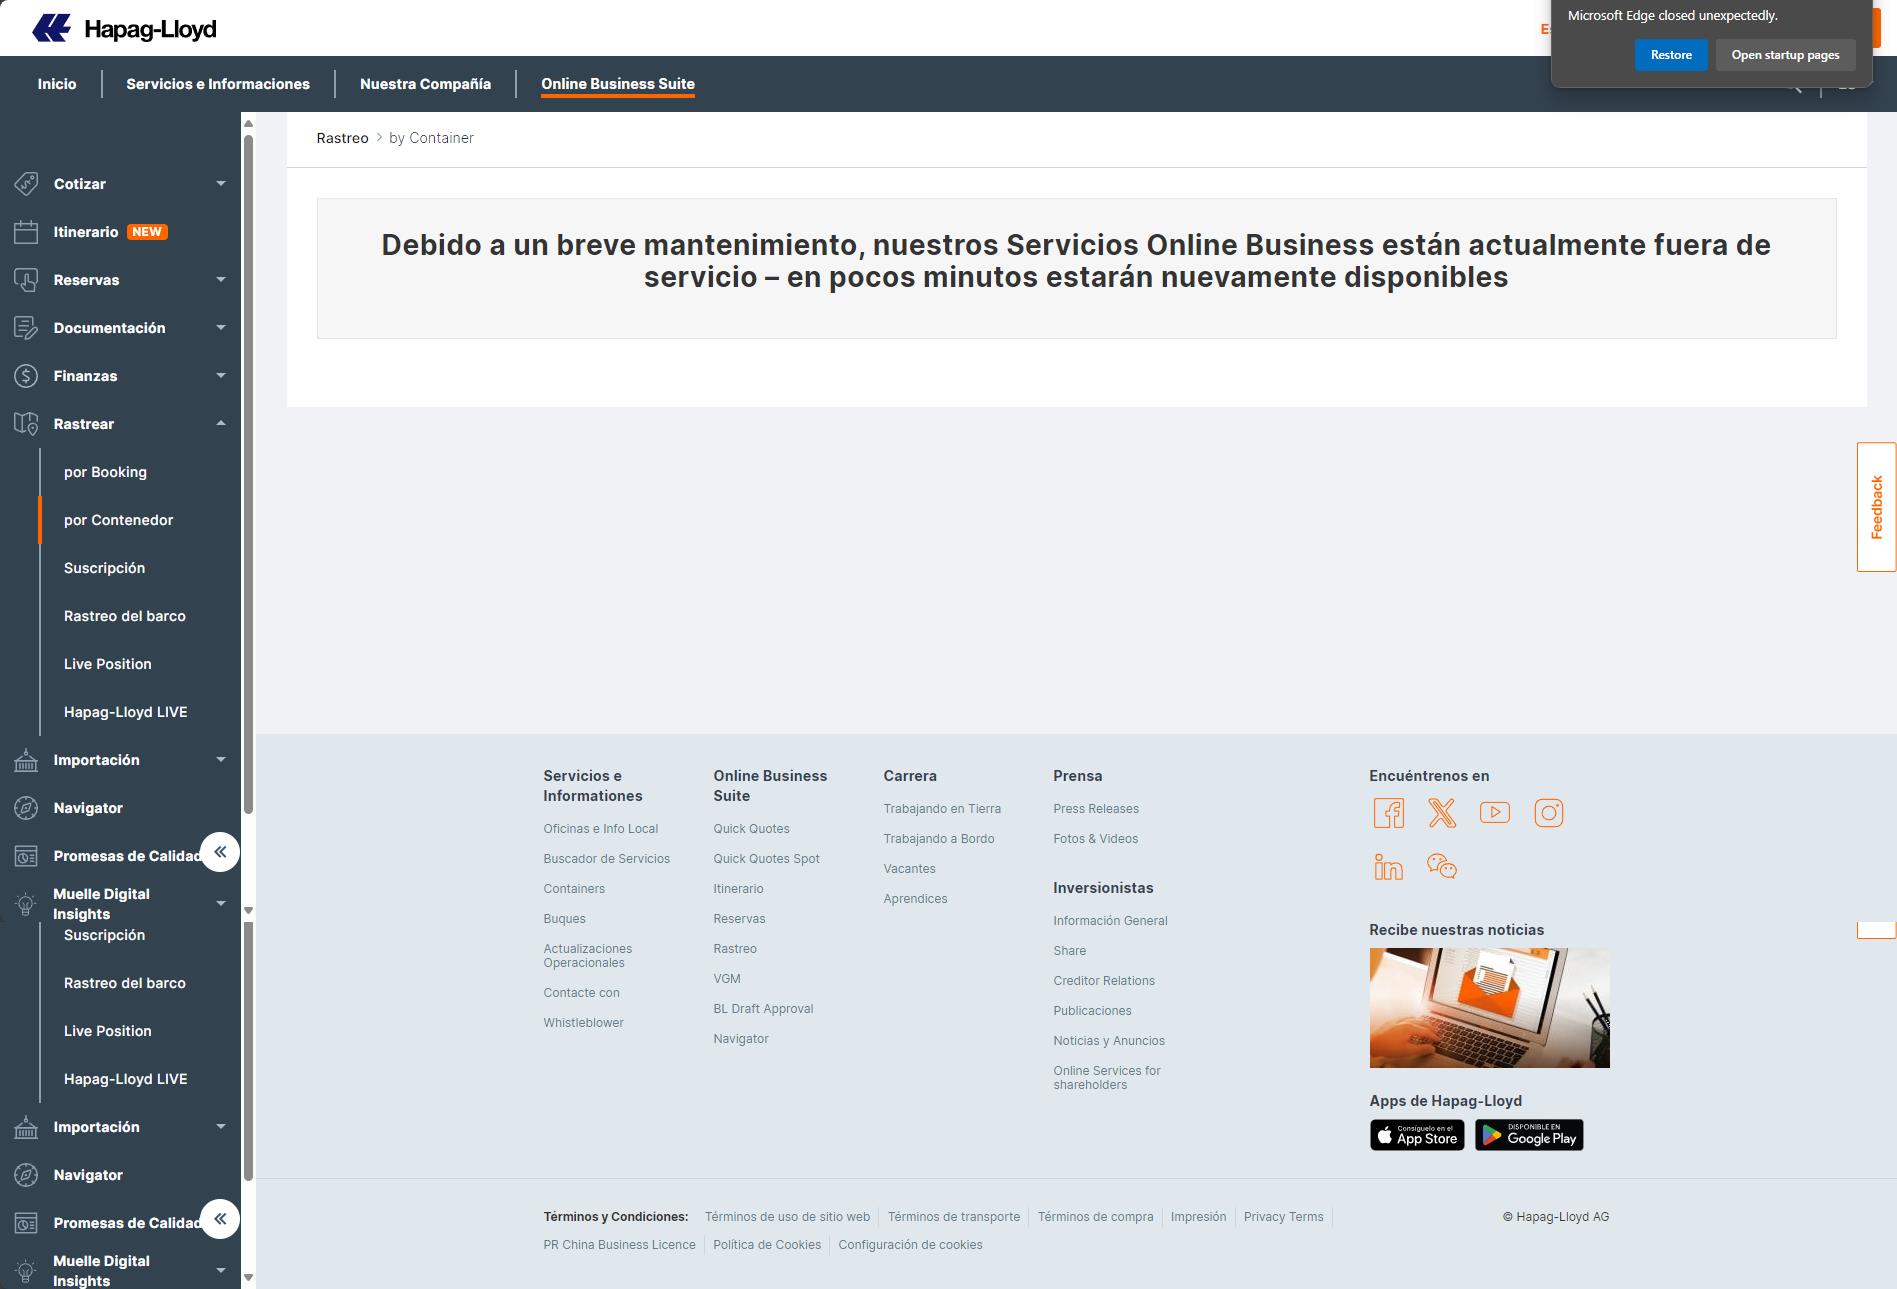 Hapag-Lloyd
Microsoft Edge closed unexpectedly.
Restore
Open startup pages
Inicio
Servicios e Informaciones
Nuestra Compañía
Online Business Suite
Rastreo > by Container
Debido a un breve mantenimiento, nuestros Servicios Online Business están actualmente fuera de
servicio – en pocos minutos estarán nuevamente disponibles
Cotizar
Itinerario NEW
Reservas
Documentación
Finanzas
Rastrear
por Booking
por Contenedor
Suscripción
Rastreo del barco
Live Position
Hapag-Lloyd LIVE
Importación
Navigator
Promesas de Calidad
Muelle Digital
Insights
Suscripción
Rastreo del barco
Live Position
Hapag-Lloyd LIVE
Importación
Navigator
Promesas de Calidad
Muelle Digital
Insights
Feedback
Servicios e
Informationes
Oficinas e Info Local
Buscador de Servicios
Containers
Buques
Actualizaciones
Operacionales
Contacte con
Whistleblower
Online Business
Suite
Quick Quotes
Quick Quotes Spot
Itinerario
Reservas
Rastreo
VGM
BL Draft Approval
Navigator
Carrera
Trabajando en Tierra
Trabajando a Bordo
Vacantes
Aprendices
Prensa
Press Releases
Fotos & Videos
Inversionistas
Información General
Share
Creditor Relations
Publicaciones
Noticias y Anuncios
Online Services for
shareholders
Encuéntrenos en
Recibe nuestras noticias
Apps de Hapag-Lloyd
Consíguelo en el
App Store
DISPONIBLE EN
Google Play
Términos y Condiciones:
Términos de uso de sitio web
Términos de transporte
Términos de compra
Impresión
Privacy Terms
PR China Business Licence
Política de Cookies
Configuración de cookies
© Hapag-Lloyd AG